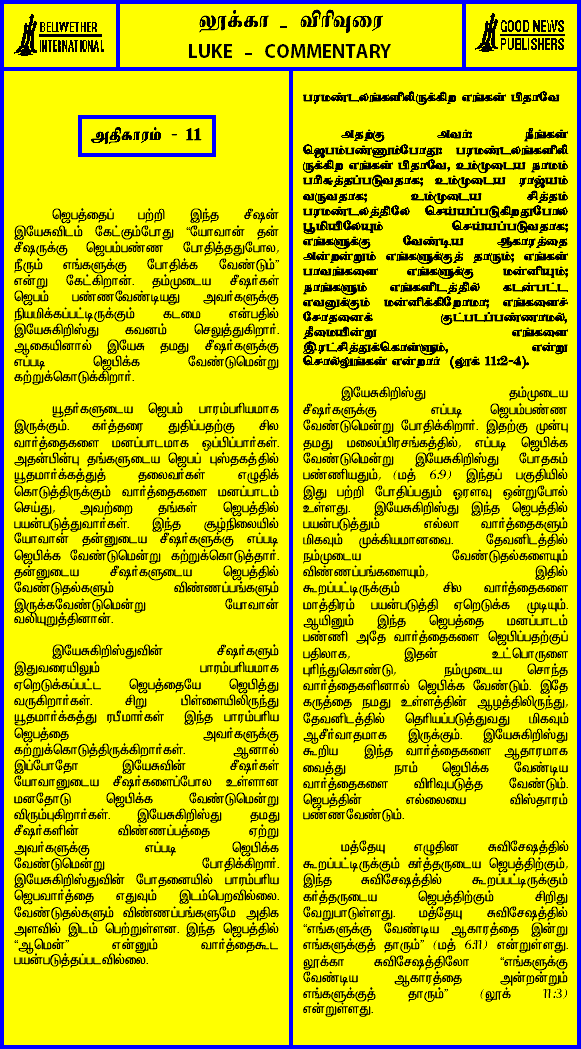 BELLWETHER
INTERNATIONAL
லூக்கா - விரிவுரை
LUKE - COMMENTARY
GOOD NEWS
PUBLISHERS
அதிகாரம் - 11
ஜெபத்தைப் பற்றி இந்த சீஷன்
இயேசுவிடம் கேட்கும்போது “யோவான் தன்
சீஷருக்கு ஜெபம்பண்ண போதித்ததுபோல,
நீரும் எங்களுக்கு போதிக்க வேண்டும்”
என்று கேட்கிறான். தம்முடைய சீஷர்கள்
ஜெபம் பண்ணவேண்டியது அவர்களுக்கு
நியமிக்கப்பட்டிருக்கும் கடமை என்பதில்
இயேசுகிறிஸ்து கவனம் செலுத்துகிறார்.
ஆகையினால் இயேசு தமது சீஷர்களுக்கு
எப்படி ஜெபிக்க வேண்டுமென்று
கற்றுக்கொடுக்கிறார்.
யூதர்களுடைய ஜெபம் பாரம்பரியமாக
இருக்கும். கர்த்தரை துதிப்பதற்கு சில
வார்த்தைகளை மனப்பாடமாக ஒப்பிப்பார்கள்.
அதன்பின்பு தங்களுடைய ஜெபப் புஸ்தகத்தில்
யூதமார்க்கத்துத் தலைவர்கள் எழுதிக்
கொடுத்திருக்கும் வார்த்தைகளை மனப்பாடம்
செய்து, அவற்றை தங்கள் ஜெபத்தில்
பயன்படுத்துவார்கள். இந்த சூழ்நிலையில்
யோவான் தன்னுடைய சீஷர்களுக்கு எப்படி
ஜெபிக்க வேண்டுமென்று கற்றுக்கொடுத்தார்.
தன்னுடைய சீஷர்களுடைய ஜெபத்தில்
வேண்டுதல்களும் விண்ணப்பங்களும்
இருக்கவேண்டுமென்று யோவான்
வலியுறுத்தினான்.
இயேசுகிறிஸ்துவின் சீஷர்களும்
இதுவரையிலும் பாரம்பரியமாக
ஏறெடுக்கப்பட்ட ஜெபத்தையே ஜெபித்து
வருகிறார்கள். சிறு பிள்ளையிலிருந்து
யூதமார்க்கத்து ரபீமார்கள் இந்த பாரம்பரிய
ஜெபத்தை அவர்களுக்கு
கற்றுக்கொடுத்திருக்கிறார்கள். ஆனால்
இப்போதோ இயேசுவின் சீஷர்கள்
யோவானுடைய சீஷர்களைப்போல உள்ளான
மனதோடு ஜெபிக்க வேண்டுமென்று
விரும்புகிறார்கள். இயேசுகிறிஸ்து தமது
சீஷர்களின் விண்ணப்பத்தை ஏற்று
அவர்களுக்கு எப்படி ஜெபிக்க
வேண்டுமென்று போதிக்கிறார்.
இயேசுகிறிஸ்துவின் போதனையில் பாரம்பரிய
ஜெபவார்த்தை எதுவும் இடம்பெறவில்லை.
வேண்டுதல்களும் விண்ணப்பங்களுமே அதிக
அளவில் இடம் பெற்றுள்ளன. இந்த ஜெபத்தில்
“ஆமென்” என்னும் வார்த்தைகூட
பயன்படுத்தப்படவில்லை.
பரமண்டலங்களிலிருக்கிற எங்கள் பிதாவே
அதற்கு அவர்: நீங்கள்
ஜெபம்பண்ணும்போது: பரமண்டலங்களிலி
ருக்கிற எங்கள் பிதாவே, உம்முடைய நாமம்
பரிசுத்தப்படுவதாக; உம்முடைய ராஜ்யம்
வருவதாக; உம்முடைய சித்தம்
பரமண்டலத்திலே செய்யப்படுகிறதுபோல
பூமியிலேயும் செய்யப்படுவதாக;
எங்களுக்கு வேண்டிய ஆகாரத்தை
அன்றன்றும் எங்களுக்குத் தாரும்; எங்கள்
பாவங்களை எங்களுக்கு மன்னியும்;
நாங்களும் எங்களிடத்தில் கடன்பட்ட
எவனுக்கும் மன்னிக்கிறோமே; எங்களைச்
சோதனைக் குட்படப்பண்ணாமல்,
தீமையினின்று எங்களை
இரட்சித்துக்கொள்ளும், என்று
சொல்லுங்கள் என்றார் (லூக் 11:2-4).
இயேசுகிறிஸ்து தம்முடைய
சீஷர்களுக்கு எப்படி ஜெபம்பண்ண
வேண்டுமென்று போதிக்கிறார். இதற்கு முன்பு
தமது மலைப்பிரசங்கத்தில், எப்படி ஜெபிக்க
வேண்டுமென்று இயேசுகிறிஸ்து போதகம்
பண்ணியதும், (மத் 6:9) இந்தப் பகுதியில்
இது பற்றி போதிப்பதும் ஓரளவு ஒன்றுபோல்
உள்ளது. இயேசுகிறிஸ்து இந்த ஜெபத்தில்
பயன்படுத்தும் எல்லா வார்த்தைகளும்
மிகவும் முக்கியமானவை. தேவனிடத்தில்
நம்முடைய வேண்டுதல்களையும்
விண்ணப்பங்களையும், இதில்
கூறப்பட்டிருக்கும் சில வார்த்தைகளை
மாத்திரம் பயன்படுத்தி ஏறெடுக்க முடியும்.
ஆயினும் இந்த ஜெபத்தை மனப்பாடம்
பண்ணி அதே வார்த்தைகளை ஜெபிப்பதற்குப்
பதிலாக, இதன் உட்பொருளை
புரிந்துகொண்டு, நம்முடைய சொந்த
வார்த்தைகளினால் ஜெபிக்க வேண்டும். இதே
கருத்தை நமது உள்ளத்தின் ஆழத்திலிருந்து,
தேவனிடத்தில் தெரியப்படுத்துவது மிகவும்
ஆசீர்வாதமாக இருக்கும். இயேசுகிறிஸ்து
கூறிய இந்த வார்த்தைகளை ஆதாரமாக
வைத்து நாம் ஜெபிக்க வேண்டிய
வார்த்தைகளை விரிவுபடுத்த வேண்டும்.
ஜெபத்தின் எல்லையை விஸ்தாரம்
பண்ணவேண்டும்.
மத்தேயு எழுதின சுவிசேஷத்தில்
கூறப்பட்டிருக்கும் கர்த்தருடைய ஜெபத்திற்கும்,
இந்த சுவிசேஷத்தில் கூறப்பட்டிருக்கும்
கர்த்தருடைய ஜெபத்திற்கும் சிறிது
வேறுபாடுள்ளது. மத்தேயு சுவிசேஷத்தில்
“எங்களுக்கு வேண்டிய ஆகாரத்தை இன்று
எங்களுக்குத் தாரும்” (மத் 6:11) என்றுள்ளது.
லூக்கா சுவிசேஷத்திலோ “எங்களுக்கு
வேண்டிய ஆகாரத்தை அன்றன்றும்
எங்களுக்குத் தாரும்” (லூக் 11:3)
என்றுள்ளது.